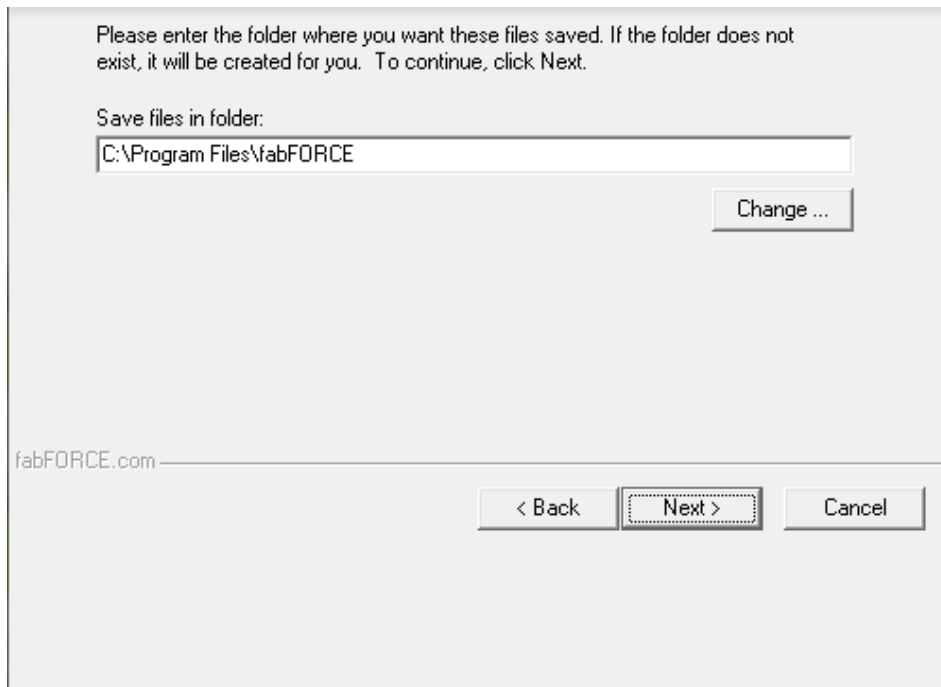 Please enter the folder where you want these files saved. If the folder does not
exist, it will be created for you.  To continue, click Next.
Save files in folder:
C:\Program Files\fabFORCE
Change ...
fabFORCE.com
< Back Next > Cancel